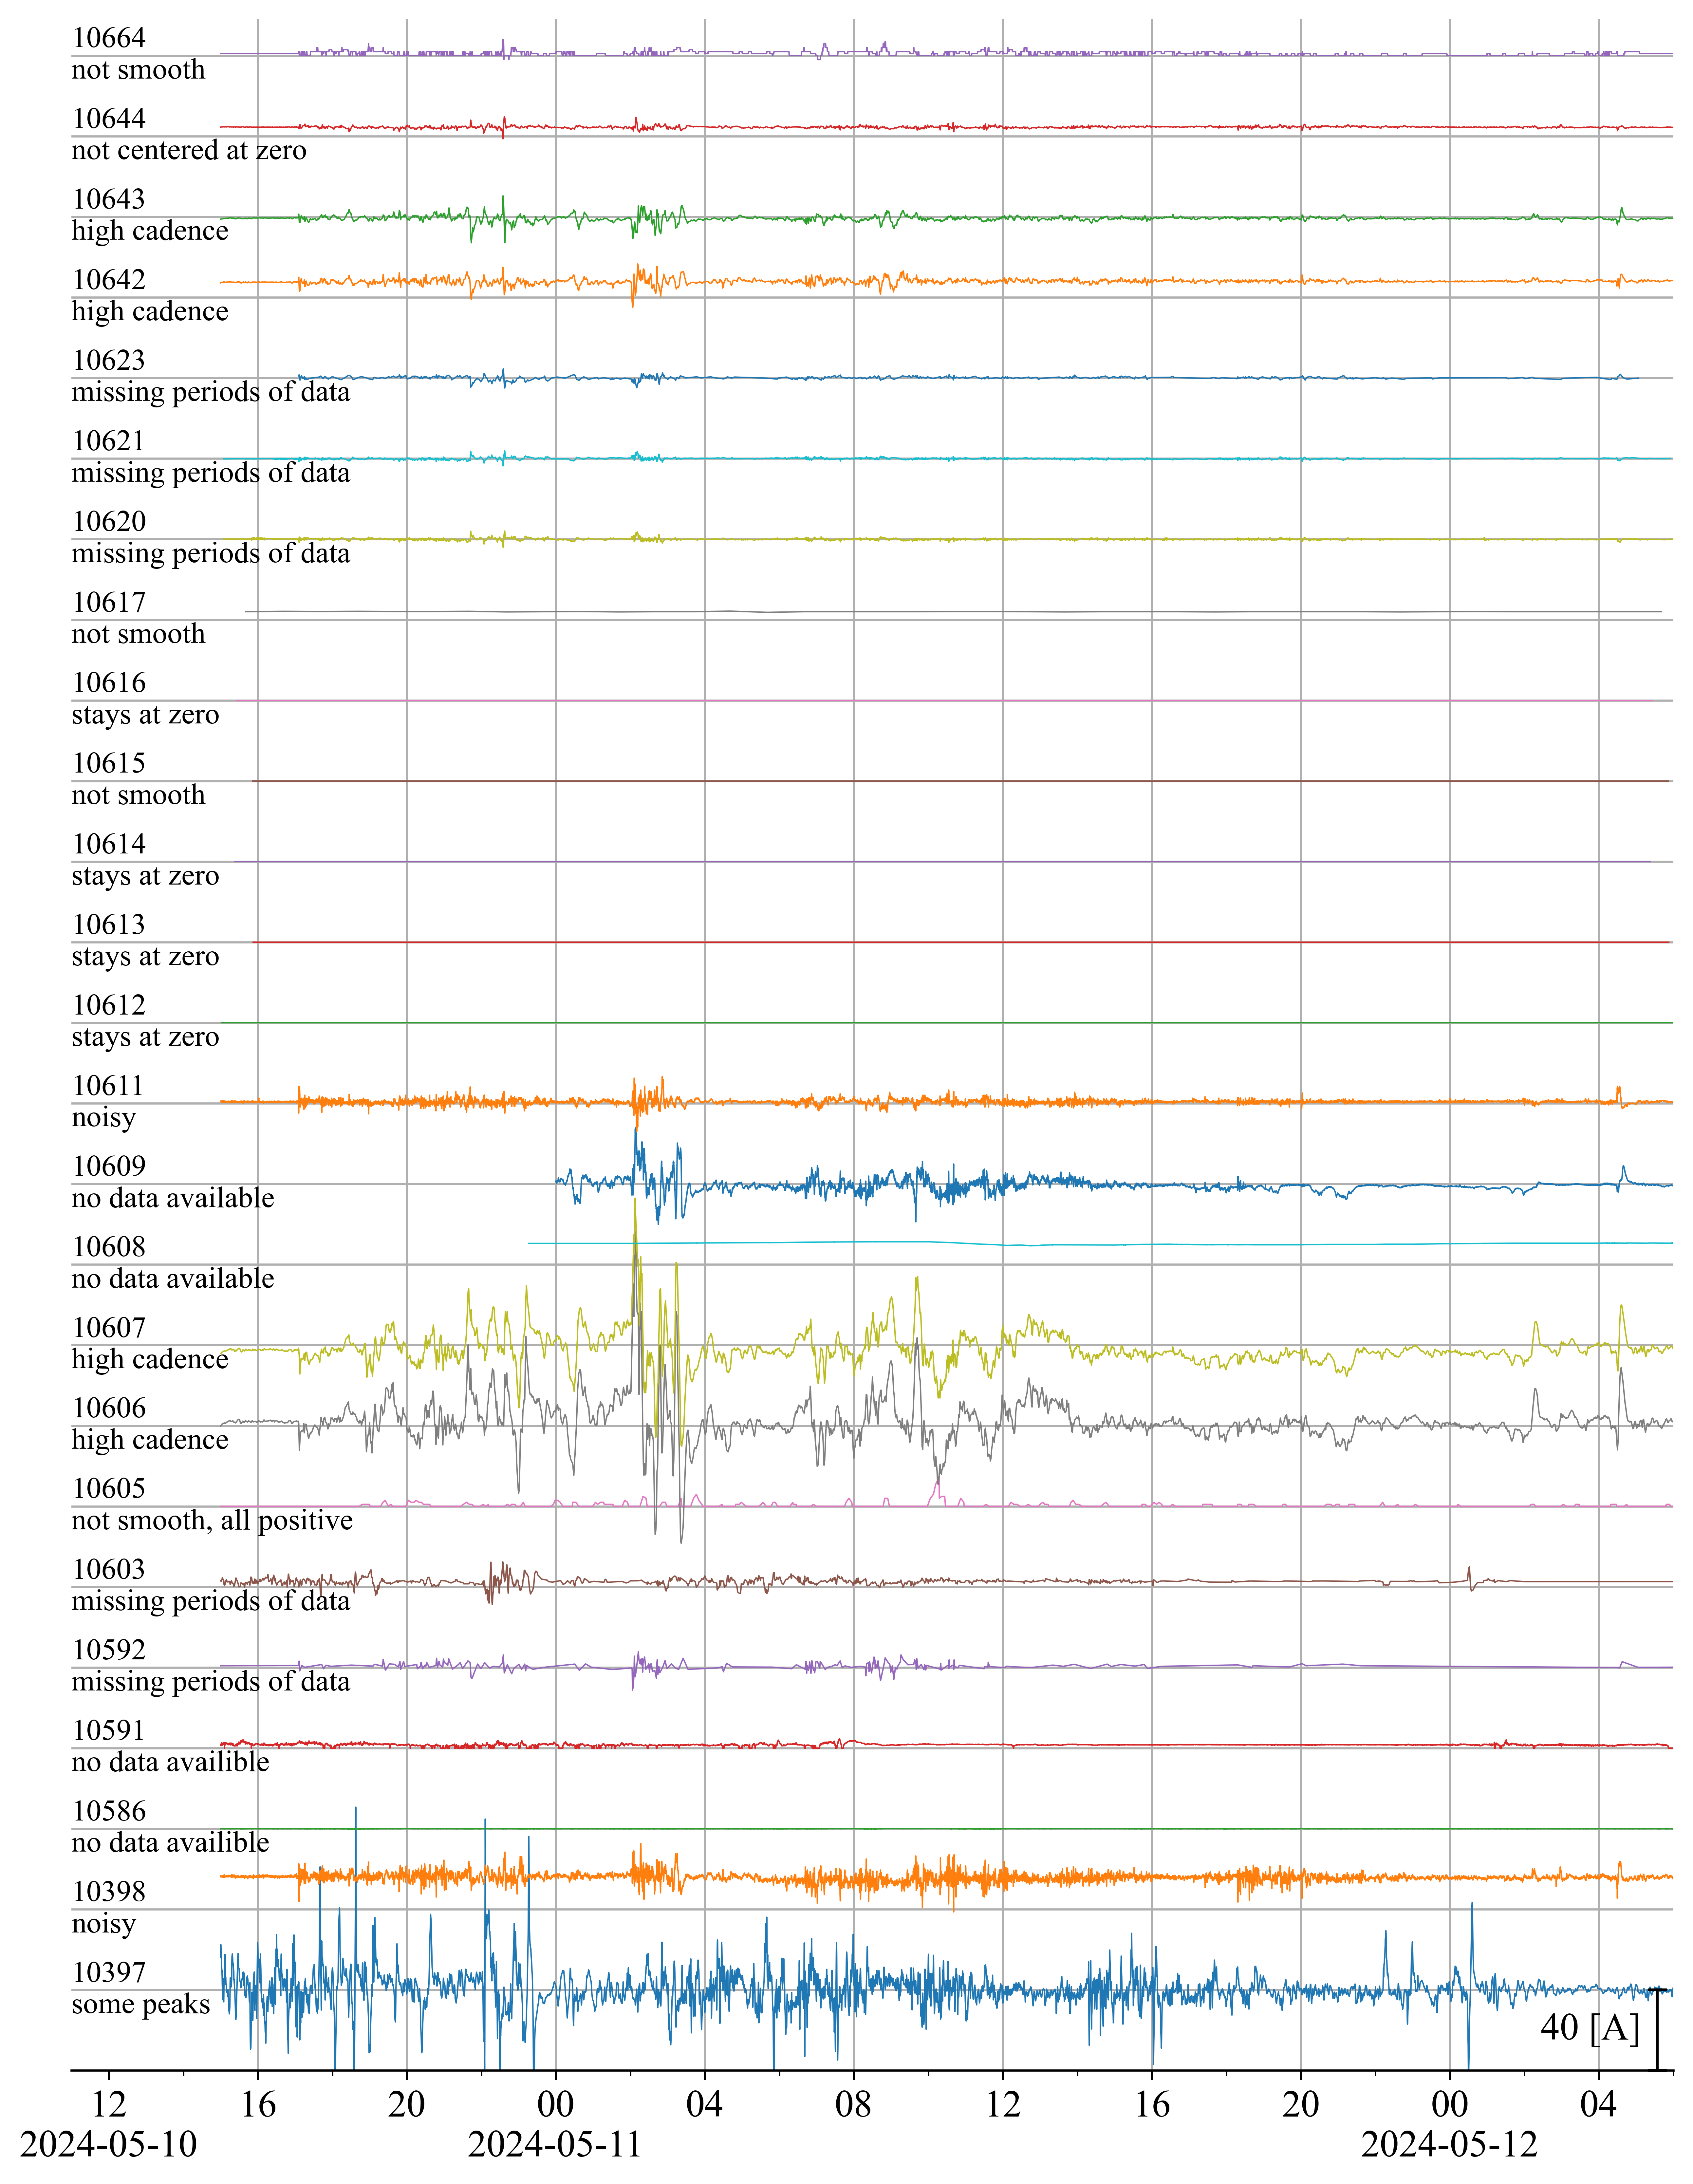 10664
not smooth
10644
not centered at zero
10643
high cadence
10642
high cadence
10623
missing periods of data
10621
missing periods of data
10620
missing periods of data
10617
not smooth
10616
stays at zero
10615
not smooth
10614
stays at zero
10613
stays at zero
10612
stays at zero
10611
noisy
10609
no data available
10608
no data available
10607
high cadence
10606
high cadence
10605
not smooth, all positive
10603
missing periods of data
10592
missing periods of data
10591
no data availible
10586
no data availible
10398
noisy
10397
some peaks
40 [A]
12 16 20 00 04 08 12 16 20 00 04
2024-05-10 2024-05-11 2024-05-12